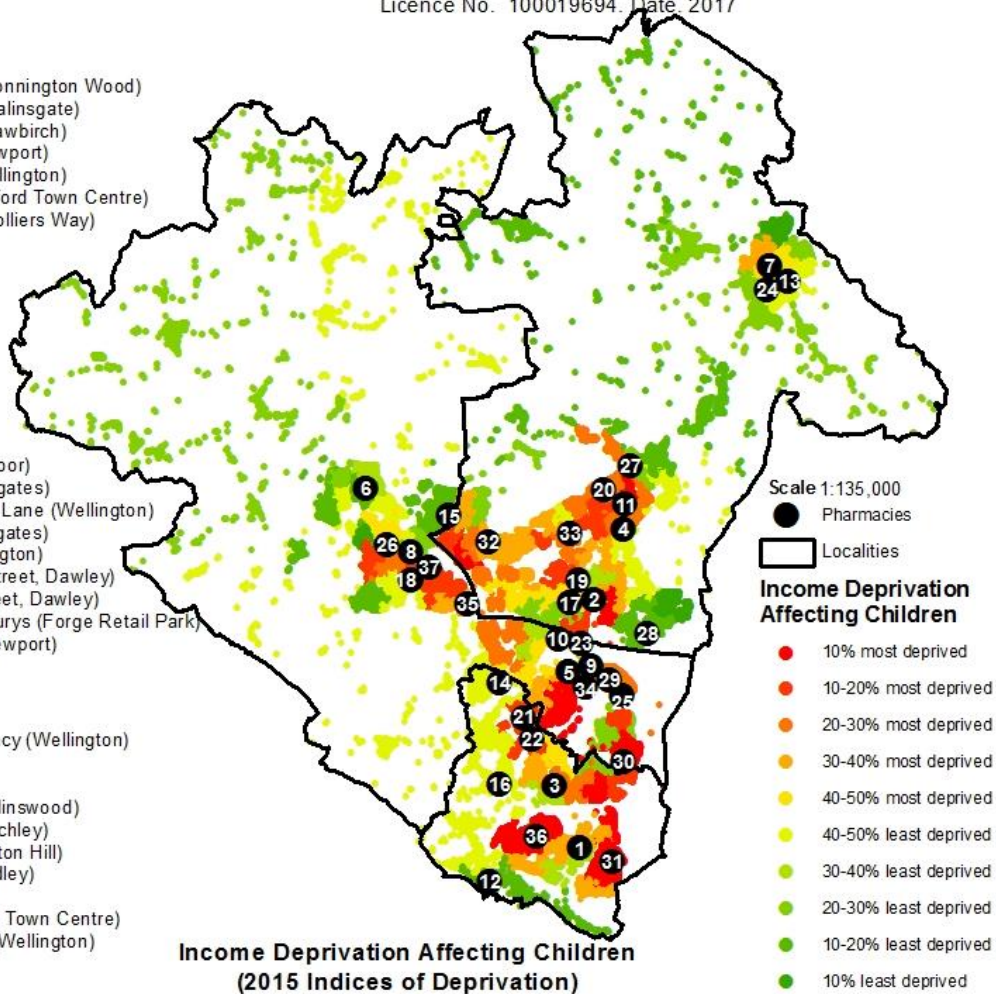 Licence No. 100019694. Date. 2017
onnington Wood)
alinsgate)
awbirch)
wport)
llington)
ford Town Centre)
olliers Way)
oor)
gates)
Lane (Wellington)
gates)
gton)
treet, Dawley)
eet, Dawley)
urys (Forge Retail Park)
ewport)
cy (Wellington)
linswood)
chley)
ton Hill)
dley)
Town Centre)
Wellington)
7
13
24
27
6
20
11
15
4
33
26
8
32
37
18
19
35
17
2
28
10
23
9
5
29
14
34
25
21
22
30
16
3
36
1
31
12
Scale 1:135,000
Pharmacies
Localities
Income Deprivation
Affecting Children
10% most deprived
10-20% most deprived
20-30% most deprived
30-40% most deprived
40-50% most deprived
40-50% least deprived
30-40% least deprived
20-30% least deprived
10-20% least deprived
10% least deprived
Income Deprivation Affecting Children
(2015 Indices of Deprivation)